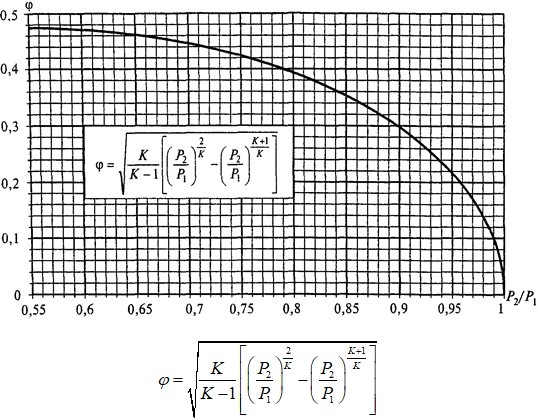 φ
0,5
0,4
0,3
φ = √(K/(K−1) [(P₂/P₁)^(2/K) − (P₂/P₁)^((K+1)/K)])
0,2
0,1
0
0,55 0,6 0,65 0,7 0,75 0,8 0,85 0,9 0,95 1 P₂/P₁
φ = √(K/(K−1) [(P₂/P₁)^(2/K) − (P₂/P₁)^((K+1)/K)])